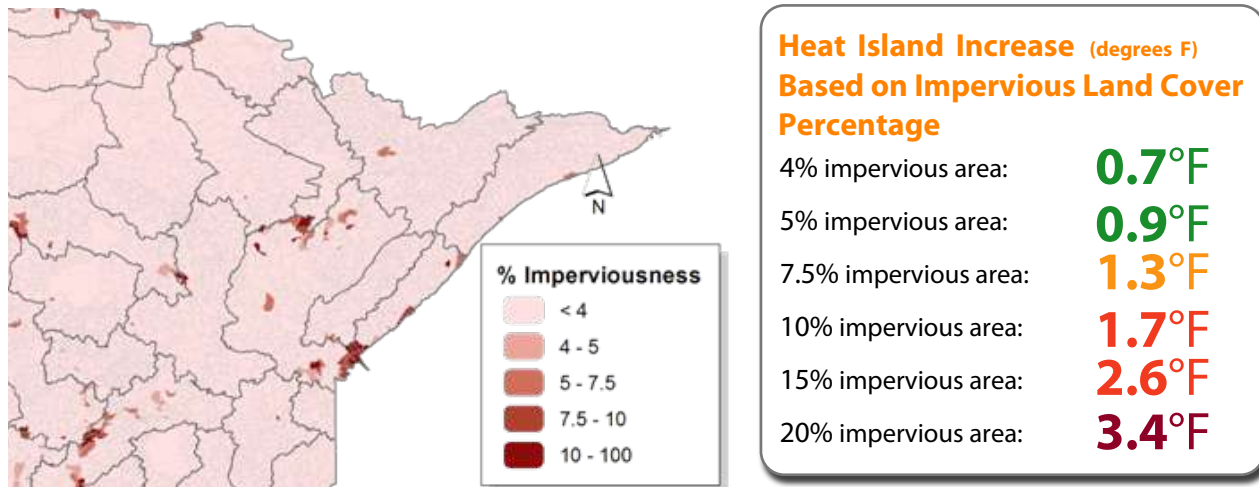 N
% Imperviousness
< 4
4 - 5
5 - 7.5
7.5 - 10
10 - 100
Heat Island Increase (degrees F)
Based on Impervious Land Cover
Percentage
4% impervious area: 0.7°F
5% impervious area: 0.9°F
7.5% impervious area: 1.3°F
10% impervious area: 1.7°F
15% impervious area: 2.6°F
20% impervious area: 3.4°F